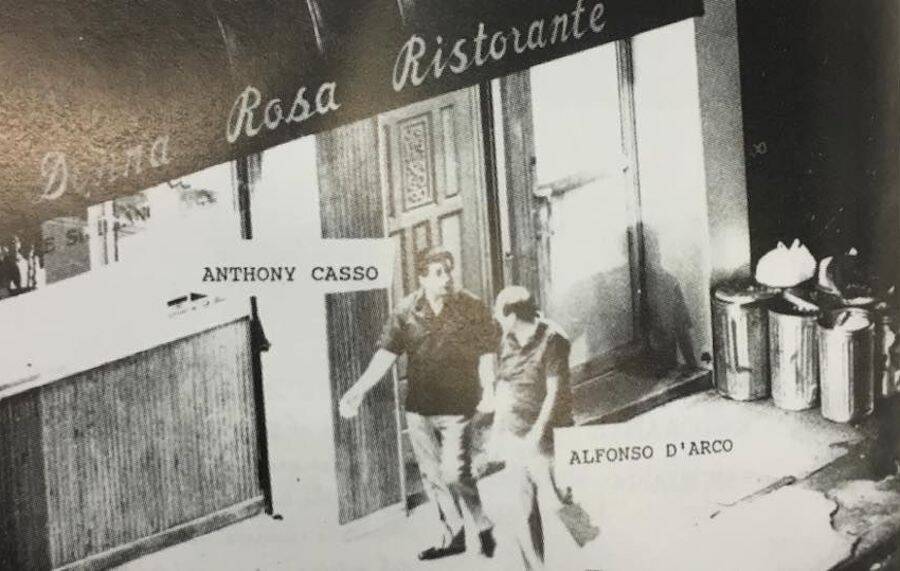 Donna Rosa Ristorante
ANTHONY CASSO
ALFONSO D'ARCO